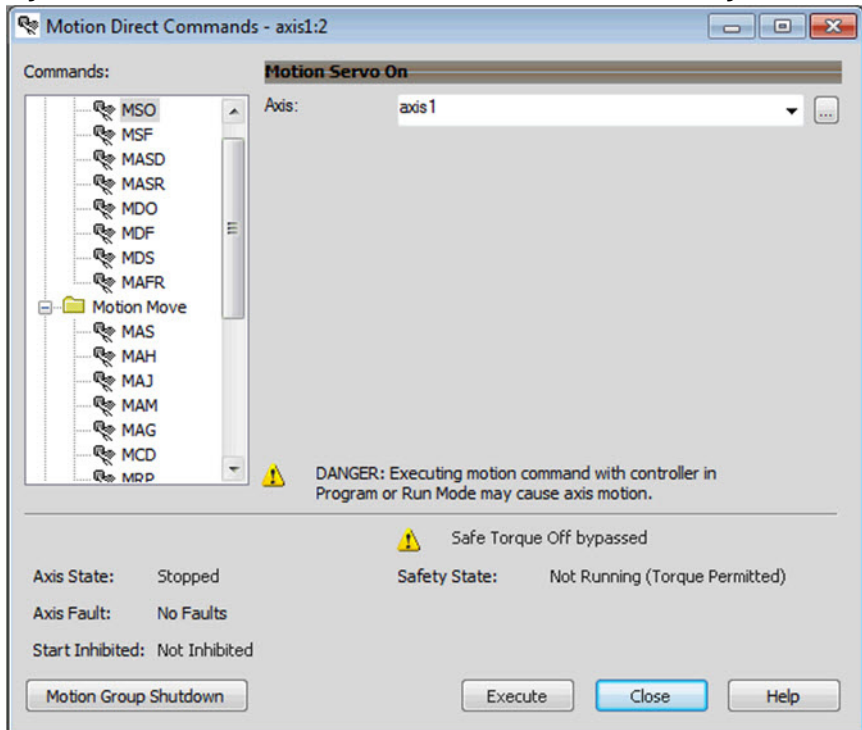 Motion Direct Commands - axis1:2
Commands:
Motion Servo On
MSO
MSF
MASD
MASR
MDO
MDF
MDS
MAFR
Motion Move
MAS
MAH
MAJ
MAM
MAG
MCD
MRP
Axis:
axis1
...
DANGER: Executing motion command with controller in
Program or Run Mode may cause axis motion.
Safe Torque Off bypassed
Axis State: Stopped
Safety State: Not Running (Torque Permitted)
Axis Fault: No Faults
Start Inhibited: Not Inhibited
Motion Group Shutdown
Execute
Close
Help